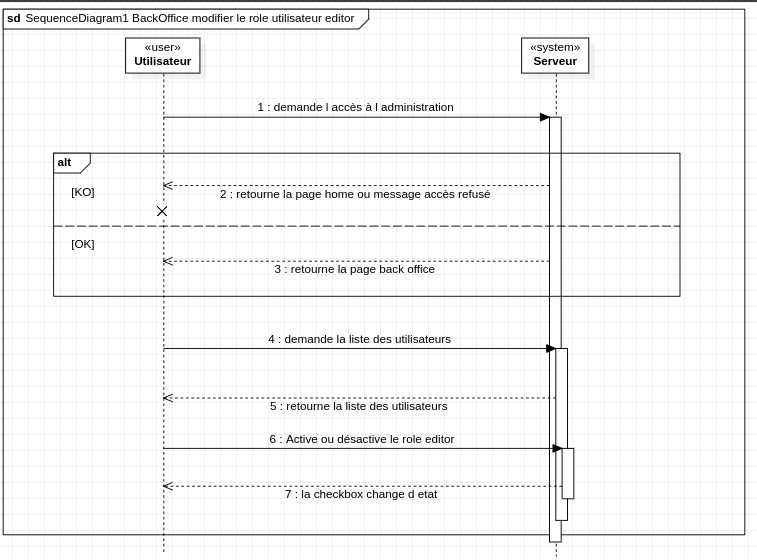 sd SequenceDiagram1 BackOffice modifier le role utilisateur editor
«user»
Utilisateur
«system»
Serveur
1 : demande l accès à l administration
alt
[KO]
2 : retourne la page home ou message accès refusé
[OK]
3 : retourne la page back office
4 : demande la liste des utilisateurs
5 : retourne la liste des utilisateurs
6 : Active ou désactive le role editor
7 : la checkbox change d etat